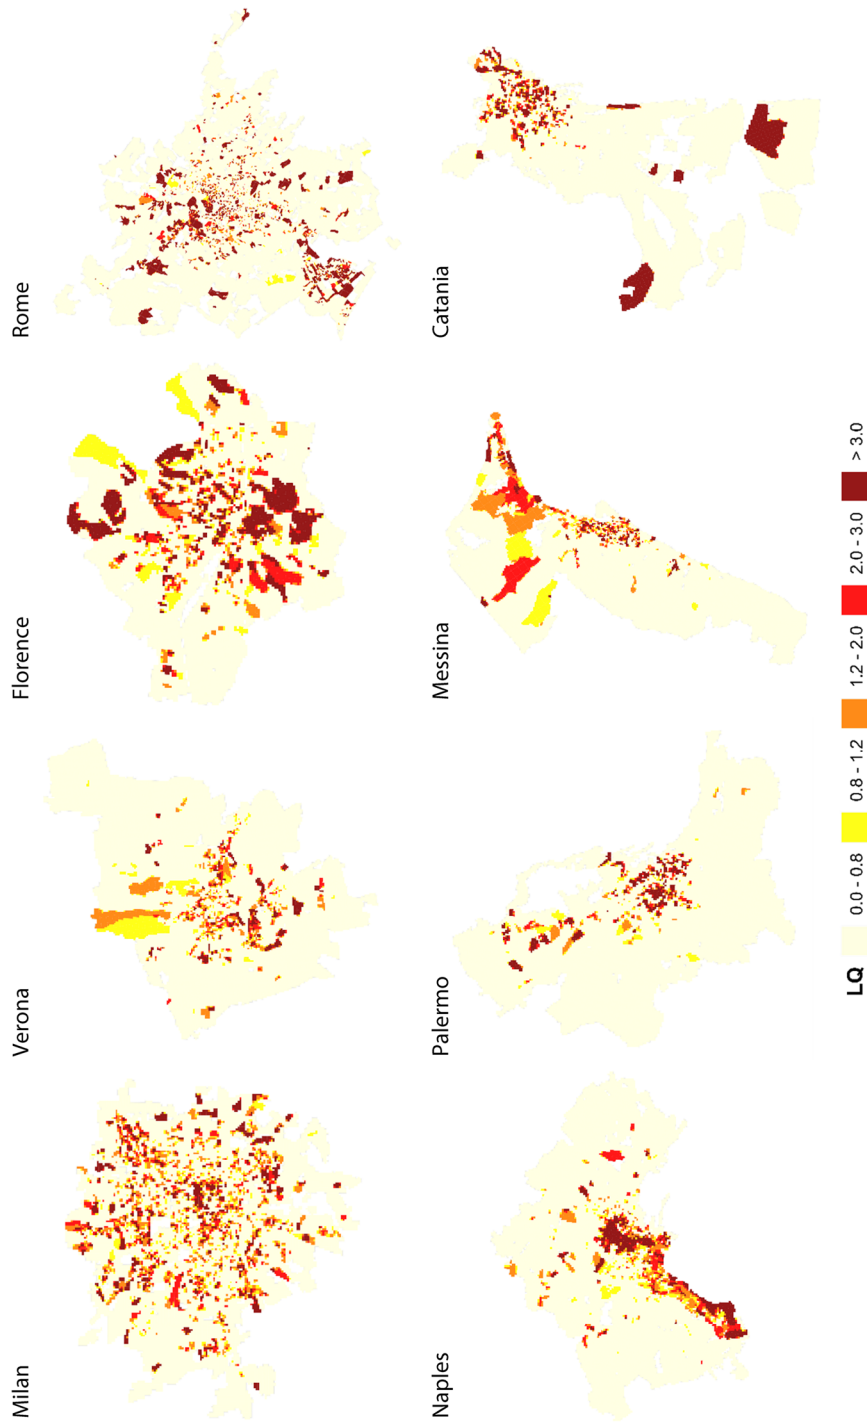 Milan
Verona
Florence
Rome
Naples
Palermo
Messina
Catania
LQ 0.0 - 0.8 0.8 - 1.2 1.2 - 2.0 2.0 - 3.0 > 3.0